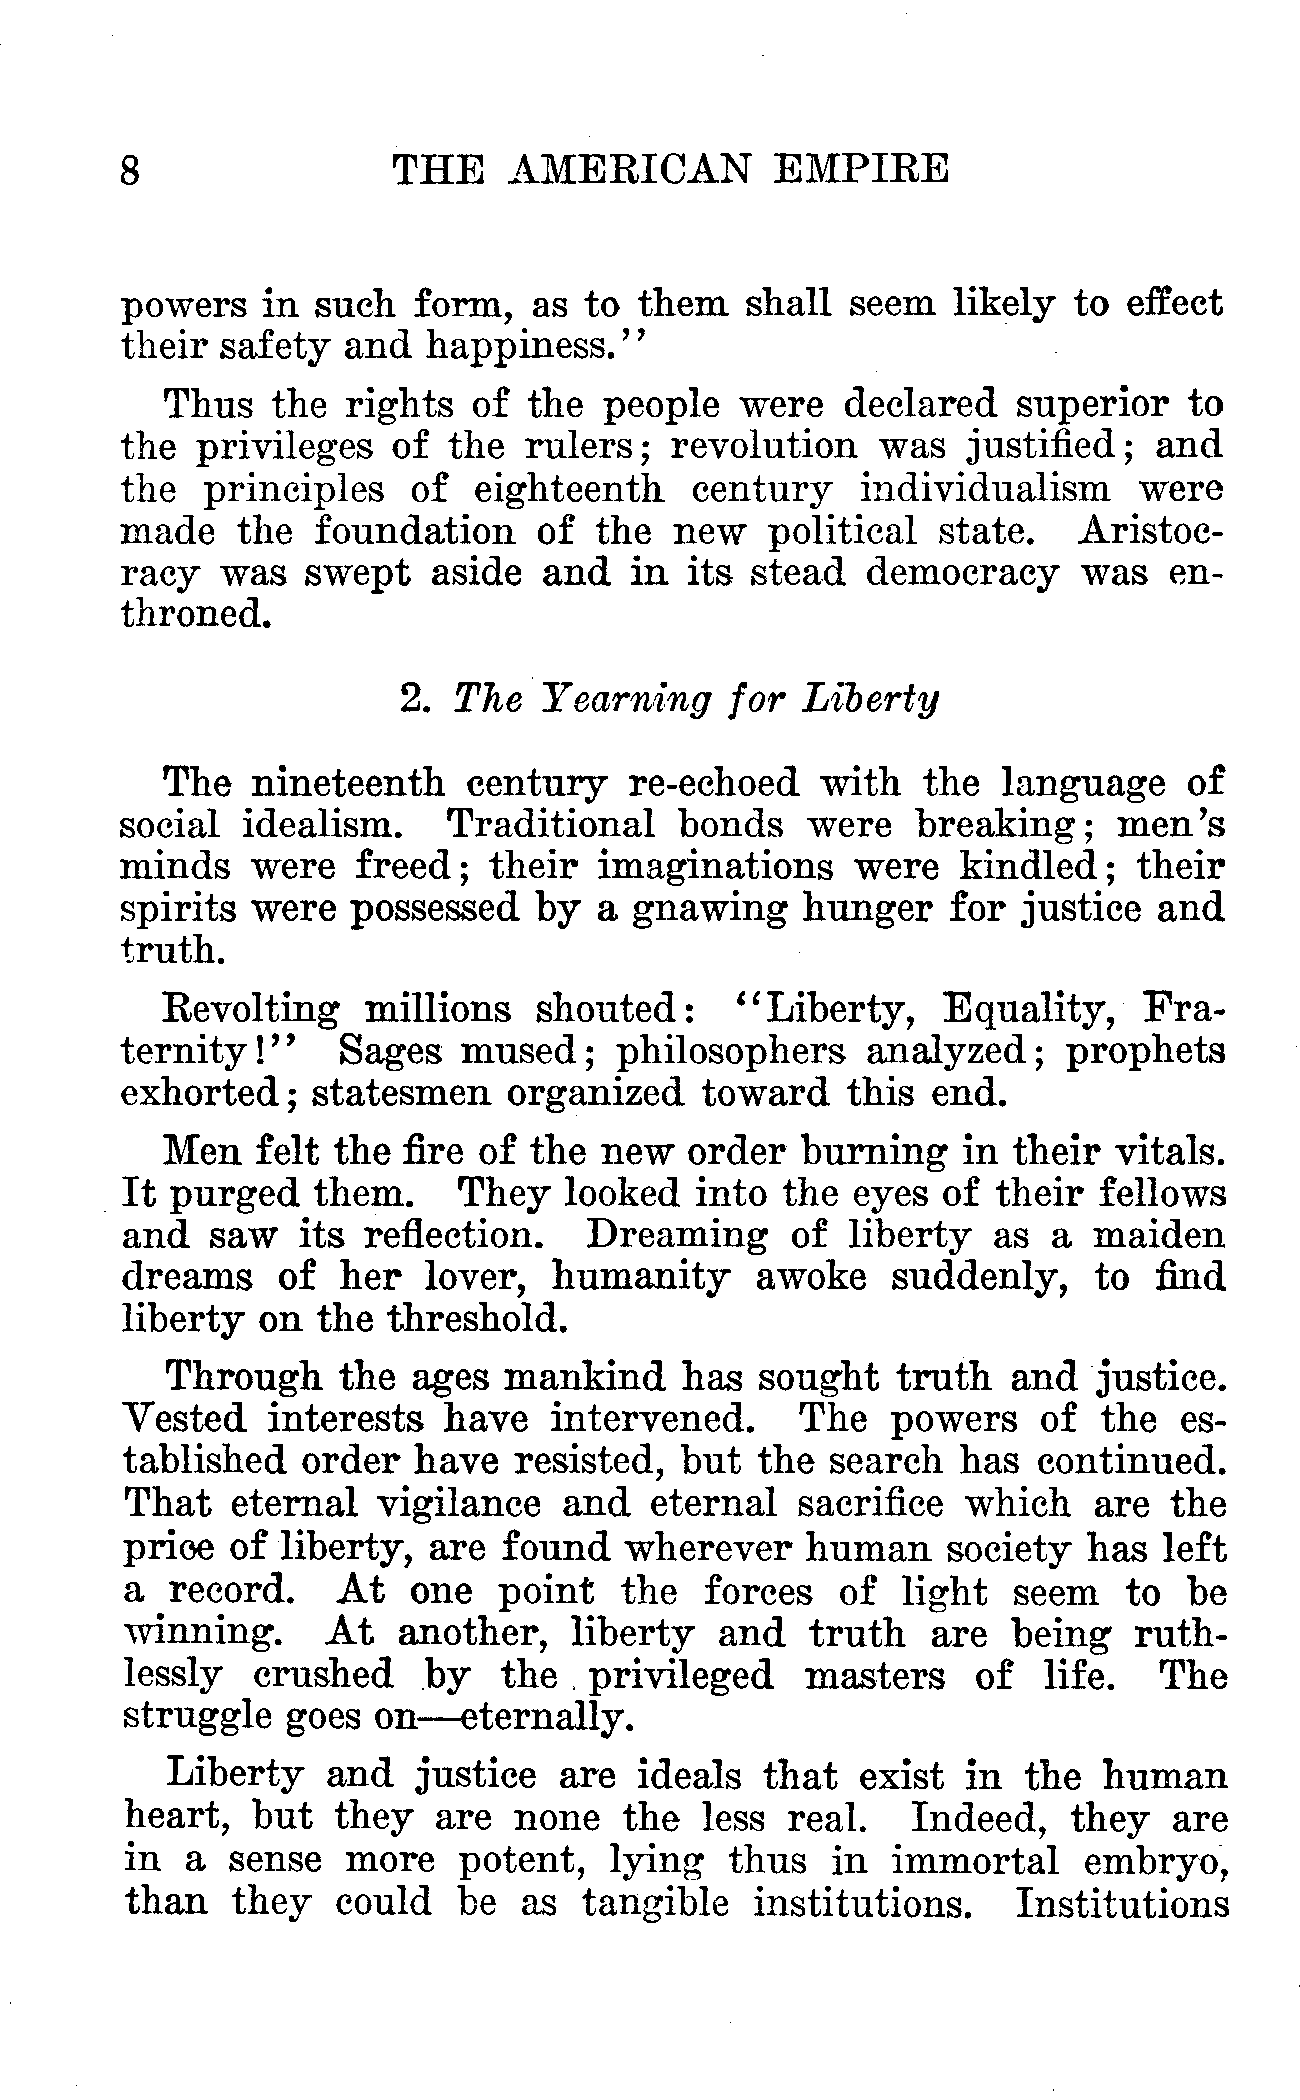 8 THE AMERICAN EMPIRE
powers in such form, as to them shall seem likely to effect
their safety and happiness.''
Thus the rights of the people were declared superior to
the privileges of the rulers; revolution was justified; and
the principles of eighteenth century individualism were
made the foundation of the new political state. Aristoc-
racy was swept aside and in its stead democracy was en-
throned.
2. The Yearning for Liberty
The nineteenth century re-echoed with the language of
social idealism. Traditional bonds were breaking; men's
minds were freed; their imaginations were kindled; their
spirits were possessed by a gnawing hunger for justice and
truth.
Revolting millions shouted: ''Liberty, Equality, Fra-
ternity!'' Sages mused; philosophers analyzed; prophets
exhorted; statesmen organized toward this end.
Men felt the fire of the new order burning in their vitals.
It purged them. They looked into the eyes of their fellows
and saw its reflection. Dreaming of liberty as a maiden
dreams of her lover, humanity awoke suddenly, to find
liberty on the threshold.
Through the ages mankind has sought truth and justice.
Vested interests have intervened. The powers of the es-
tablished order have resisted, but the search has continued.
That eternal vigilance and eternal sacrifice which are the
price of liberty, are found wherever human society has left
a record. At one point the forces of light seem to be
winning. At another, liberty and truth are being ruth-
lessly crushed by the privileged masters of life. The
struggle goes on—eternally.
Liberty and justice are ideals that exist in the human
heart, but they are none the less real. Indeed, they are
in a sense more potent, lying thus in immortal embryo,
than they could be as tangible institutions. Institutions